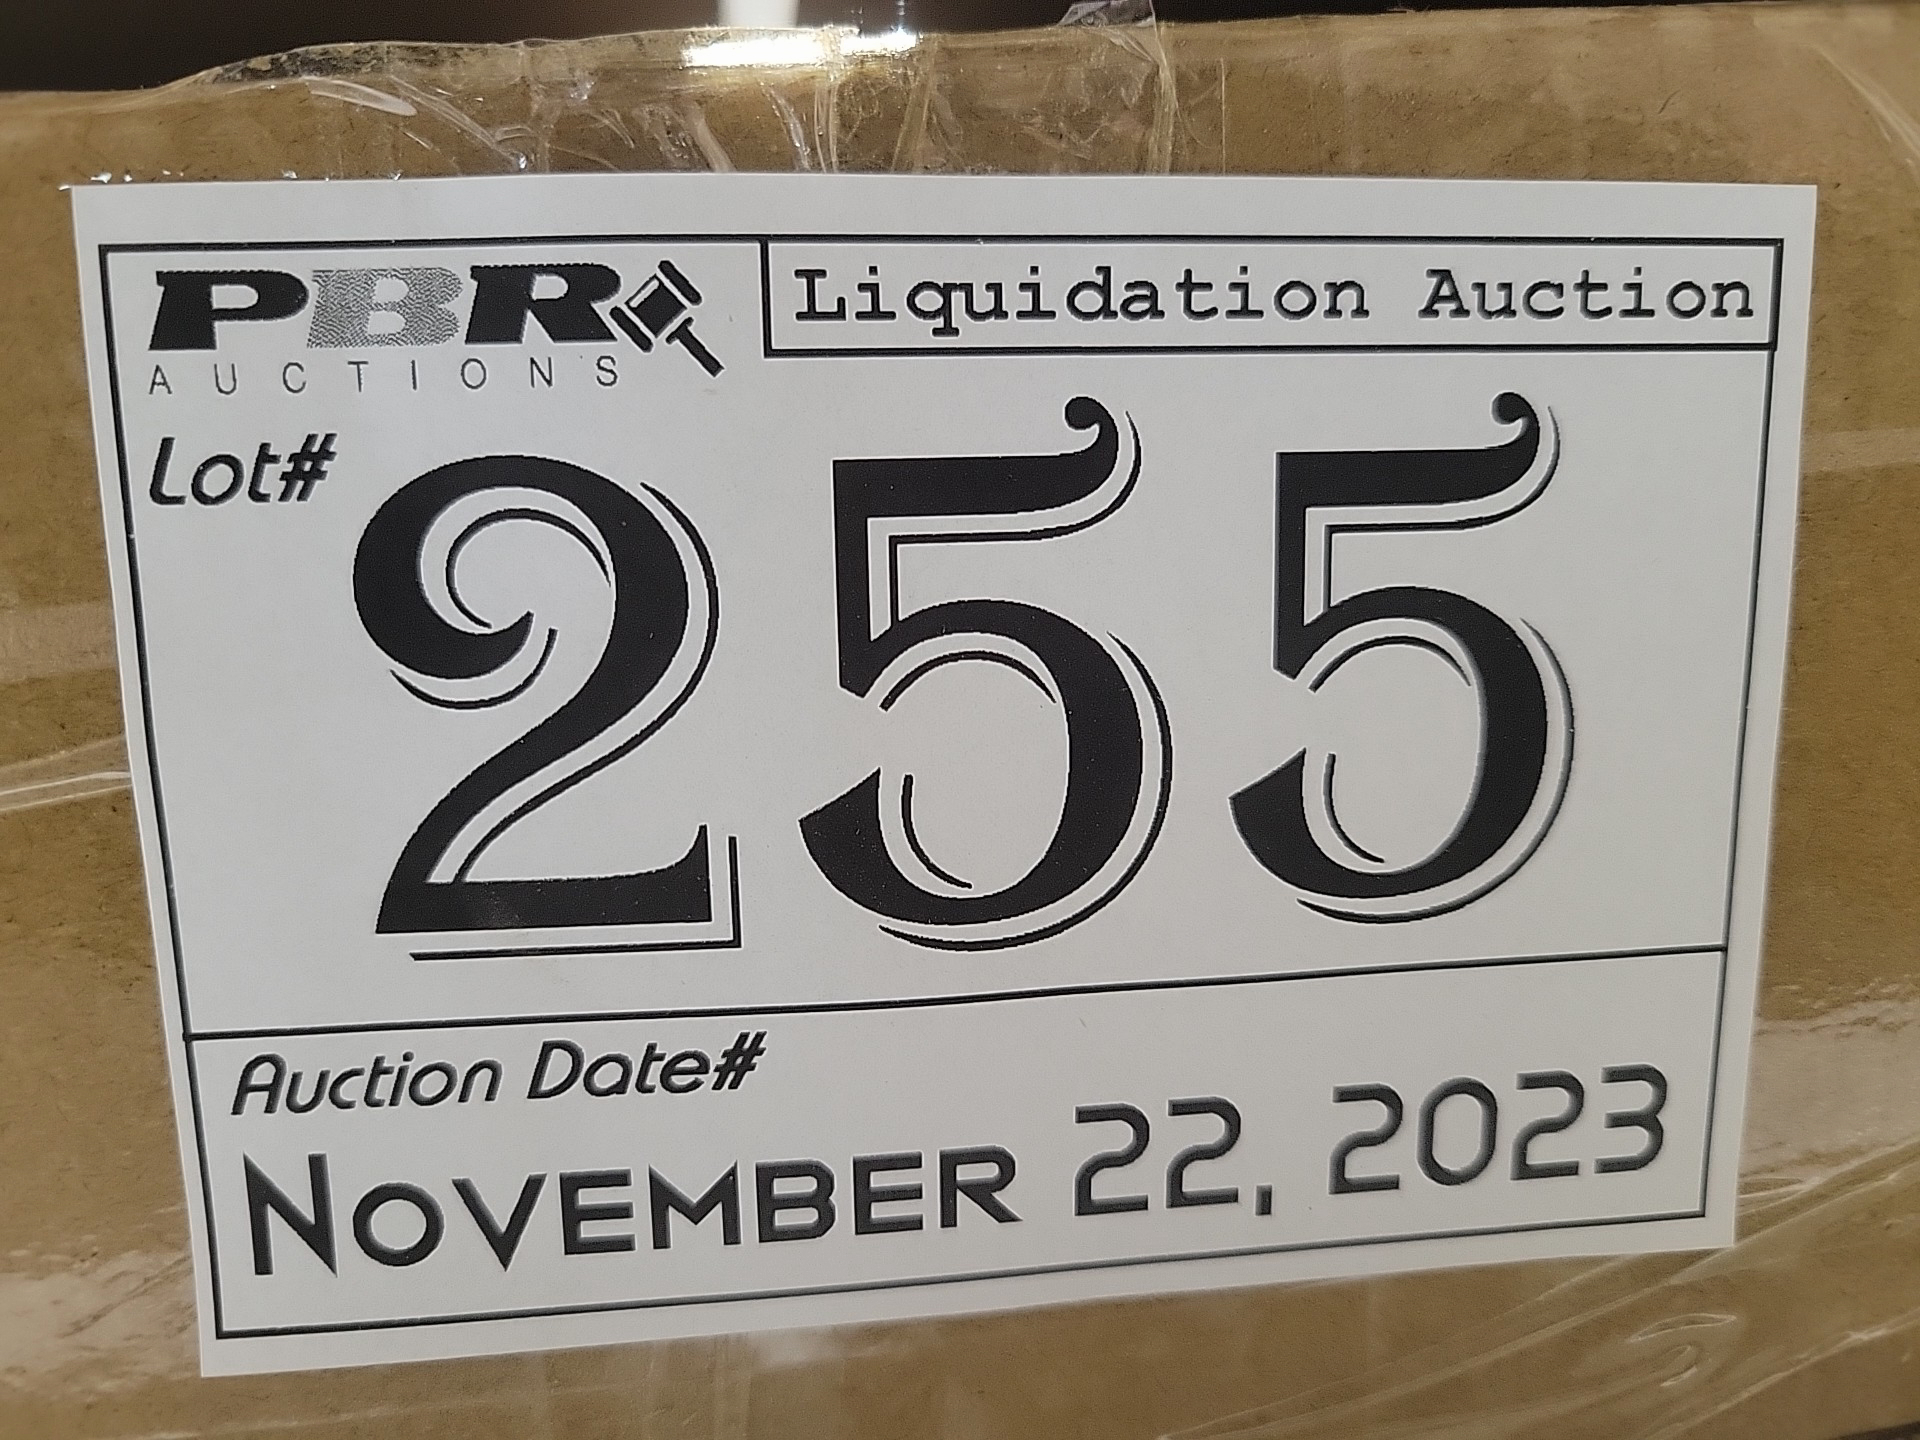 PBR
AUCTIONS
Liquidation Auction
Lot#
255
Auction Date#
NOVEMBER 22, 2023